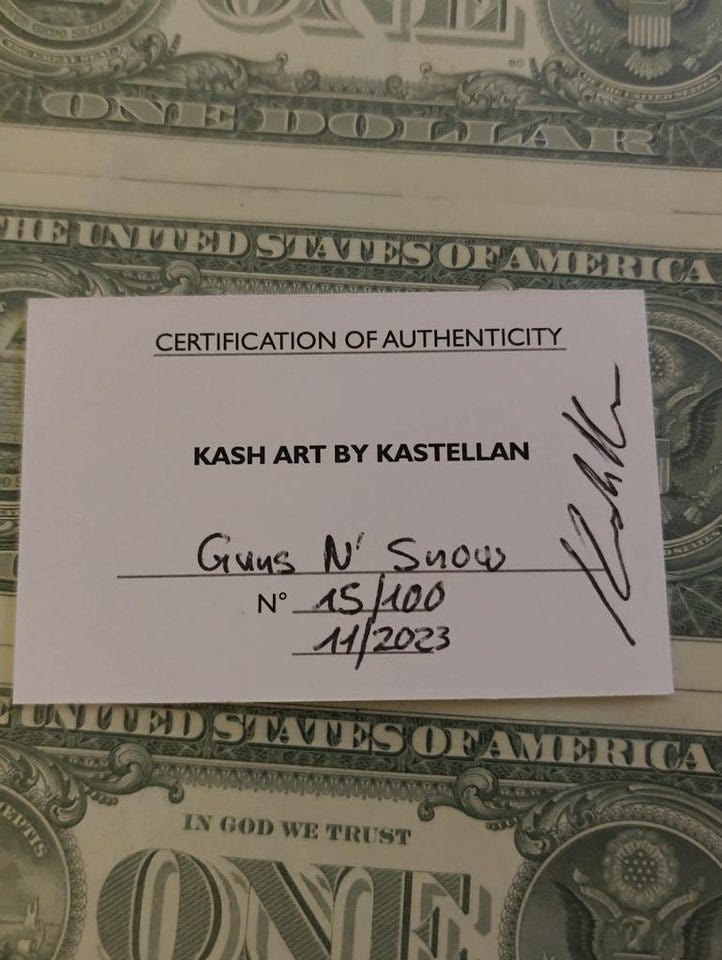 ONE
ONE DOLLAR
THE UNITED STATES OF AMERICA
CERTIFICATION OF AUTHENTICITY
KASH ART BY KASTELLAN
Guns N' Snow
N° 15/100
11/2023
UNITED STATES OF AMERICA
IN GOD WE TRUST
ONE